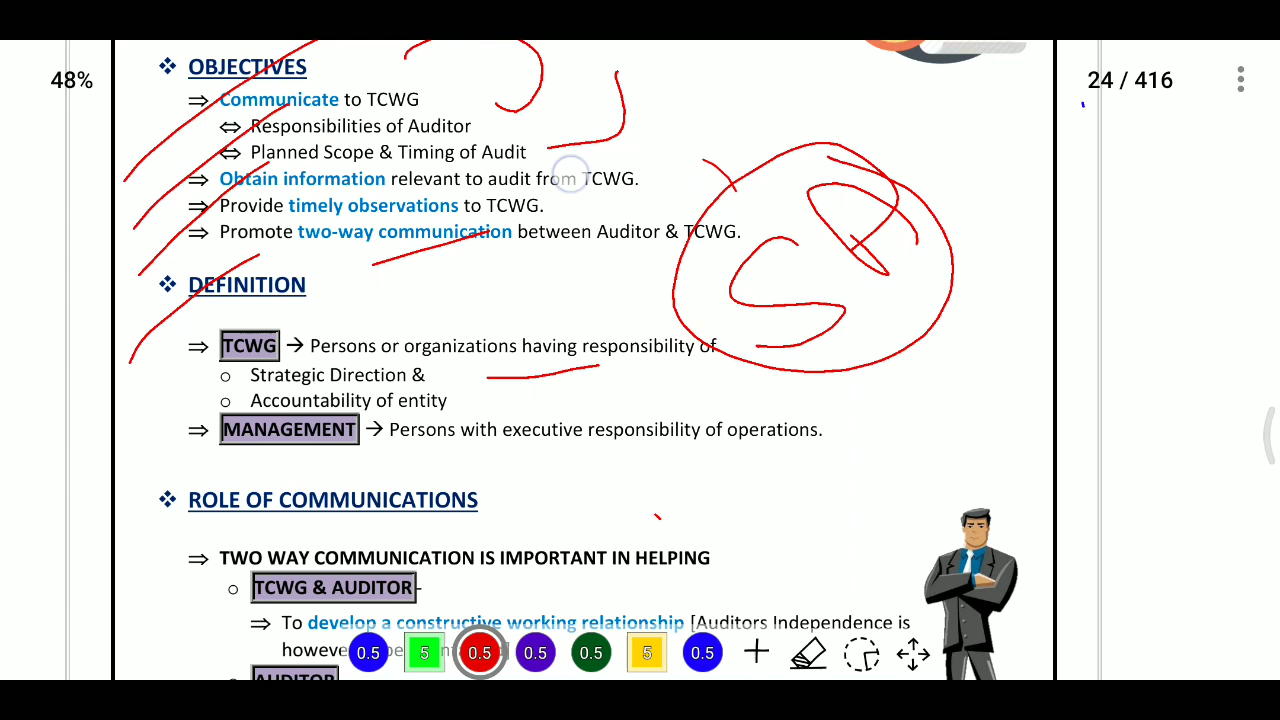 OBJECTIVES
48%
24 / 416
⇒ Communicate to TCWG
⇔ Responsibilities of Auditor
⇔ Planned Scope & Timing of Audit
⇒ Obtain information relevant to audit from TCWG.
⇒ Provide timely observations to TCWG.
⇒ Promote two-way communication between Auditor & TCWG.
DEFINITION
⇒ TCWG → Persons or organizations having responsibility of
o Strategic Direction &
o Accountability of entity
⇒ MANAGEMENT → Persons with executive responsibility of operations.
ROLE OF COMMUNICATIONS
⇒ TWO WAY COMMUNICATION IS IMPORTANT IN HELPING
o TCWG & AUDITOR-
⇒ To develop a constructive working relationship [Auditors Independence is
0.5 5 0.5 0.5 0.5 5 0.5
AUDITOR